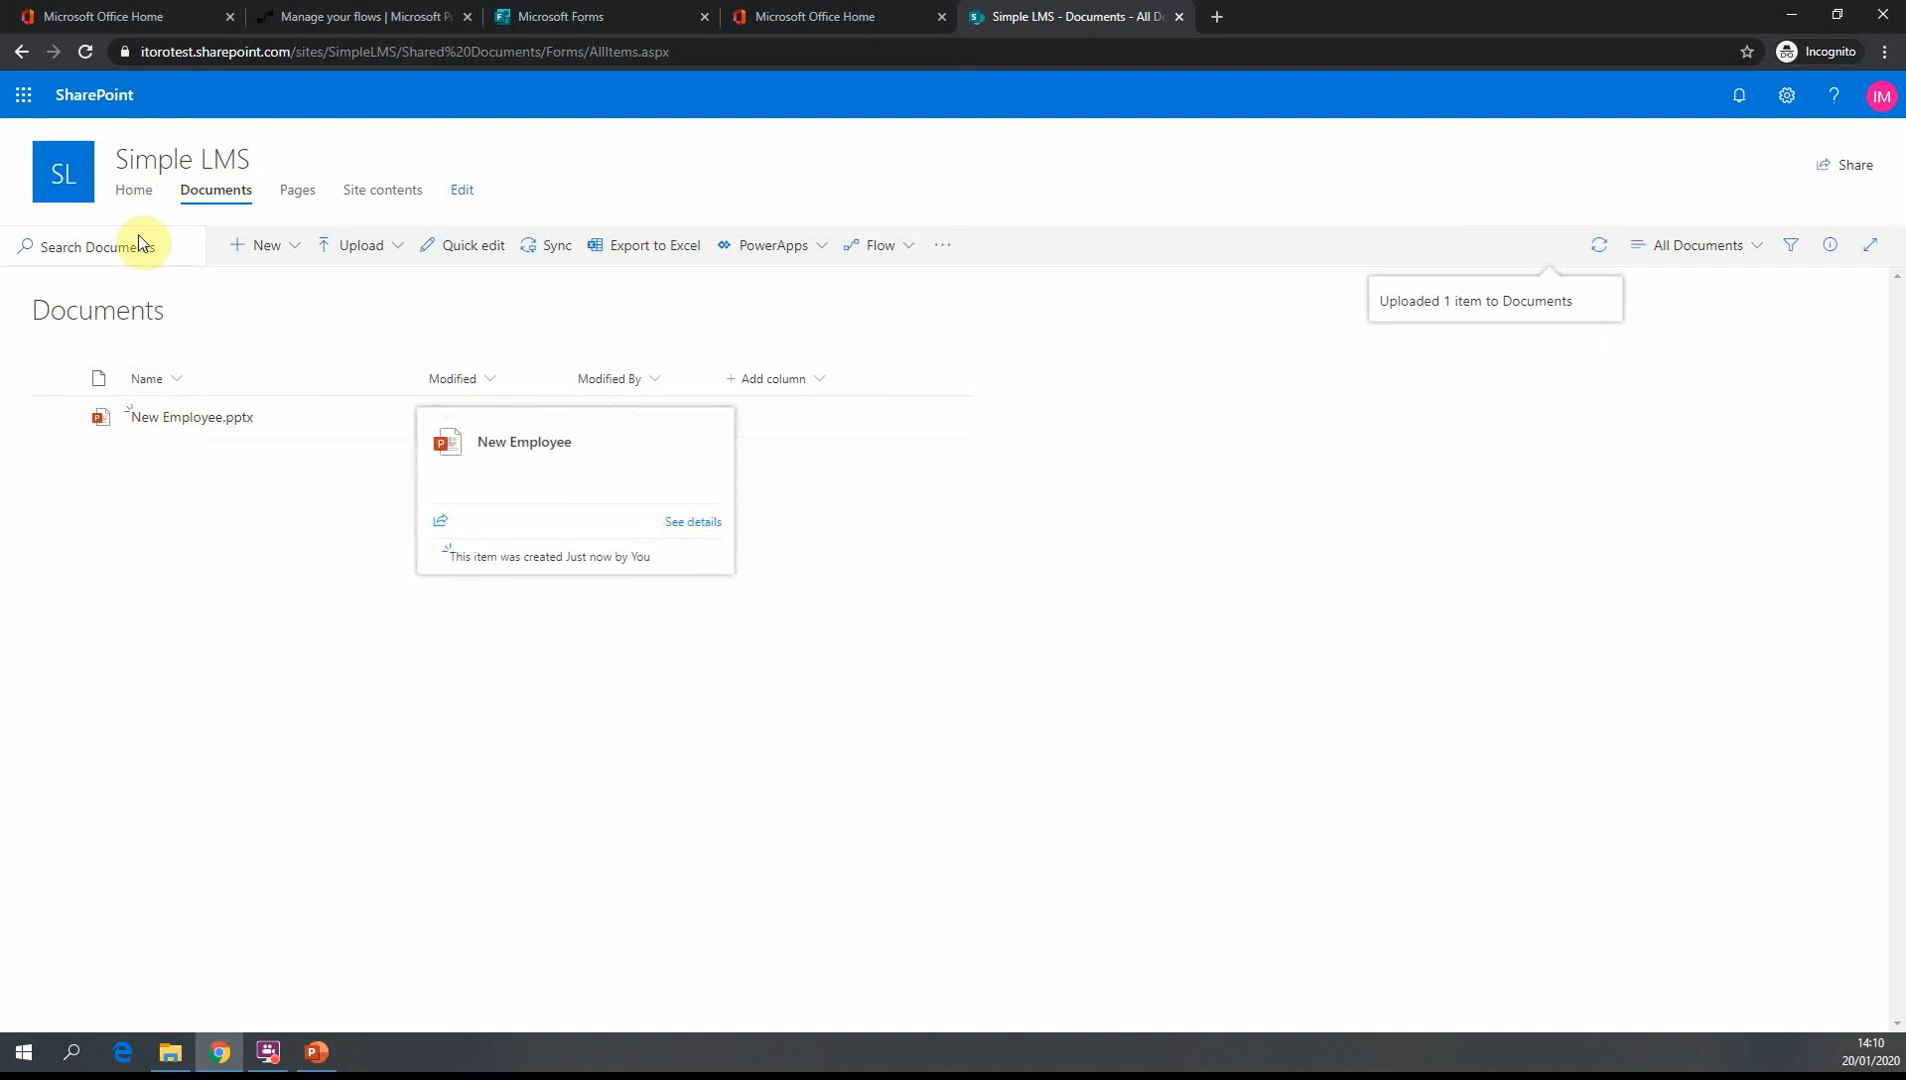 Microsoft Office Home
Manage your flows | Microsoft P
Microsoft Forms
Microsoft Office Home
Simple LMS - Documents - All Do
itorotest.sharepoint.com/sites/SimpleLMS/Shared%20Documents/Forms/AllItems.aspx
Incognito
SharePoint
IM
SL
Simple LMS
Home
Documents
Pages
Site contents
Edit
Share
Search Documents
New
Upload
Quick edit
Sync
Export to Excel
PowerApps
Flow
All Documents
Uploaded 1 item to Documents
Documents
Name
Modified
Modified By
Add column
New Employee.pptx
New Employee
See details
This item was created Just now by You
14:10
20/01/2020